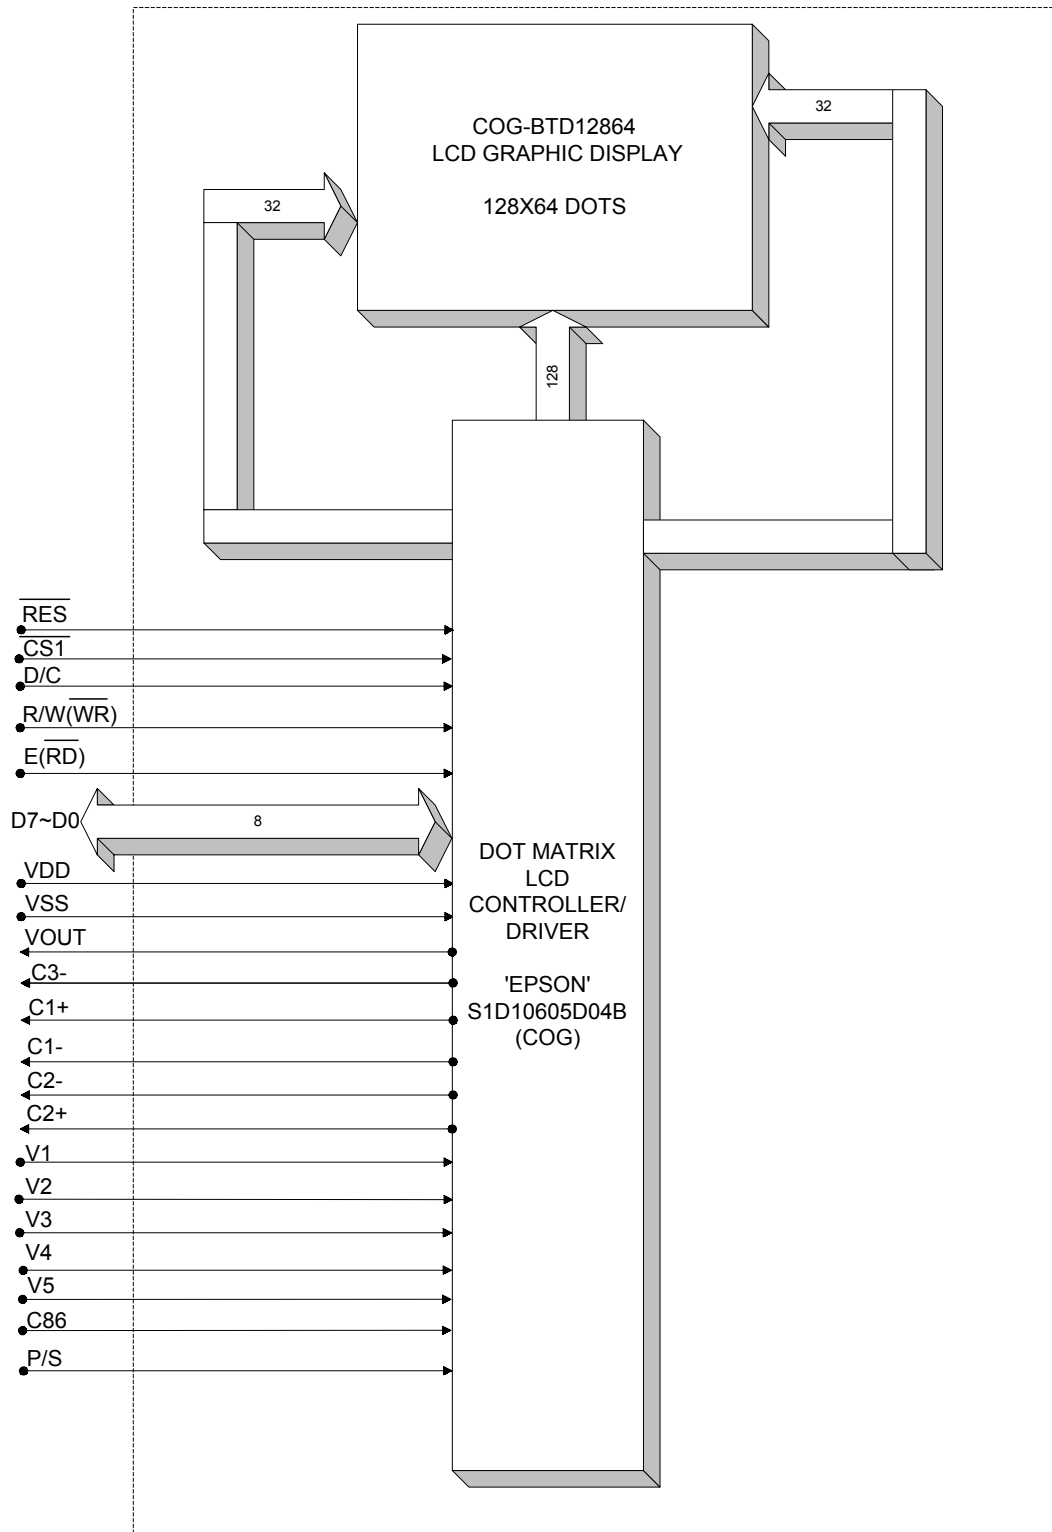 COG-BTD12864
LCD GRAPHIC DISPLAY
128X64 DOTS
32
32
128
RES
CS1
D/C
R/W(WR)
E(RD)
D7~D0
8
VDD
VSS
VOUT
C3-
C1+
C1-
C2-
C2+
V1
V2
V3
V4
V5
C86
P/S
DOT MATRIX
LCD
CONTROLLER/
DRIVER
'EPSON'
S1D10605D04B
(COG)